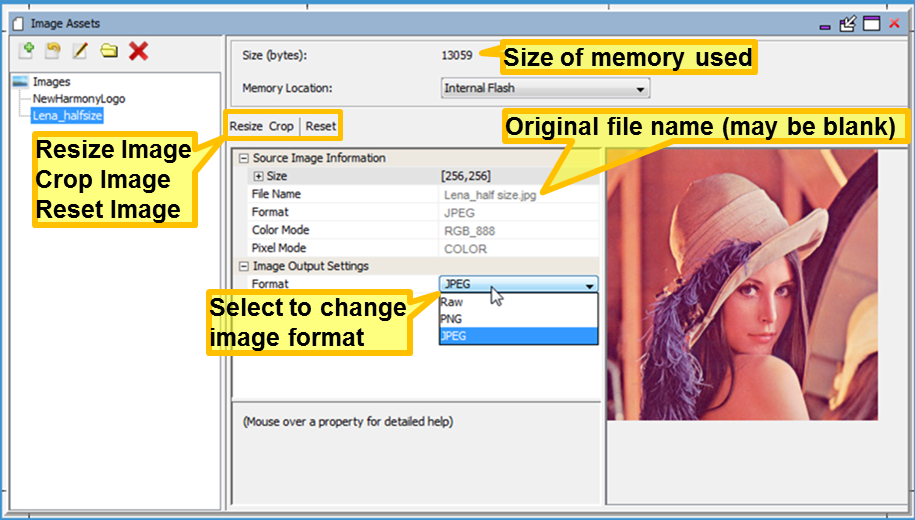 Image Assets
Size (bytes): 13059
Size of memory used
Memory Location: Internal Flash
Images
NewHarmonyLogo
Lena_halfsize
Resize Crop Reset
Original file name (may be blank)
Resize Image
Crop Image
Reset Image
Source Image Information
Size [256,256]
File Name Lena_half size.jpg
Format JPEG
Color Mode RGB_888
Pixel Mode COLOR
Image Output Settings
Format JPEG
Raw
PNG
JPEG
Select to change
image format
(Mouse over a property for detailed help)